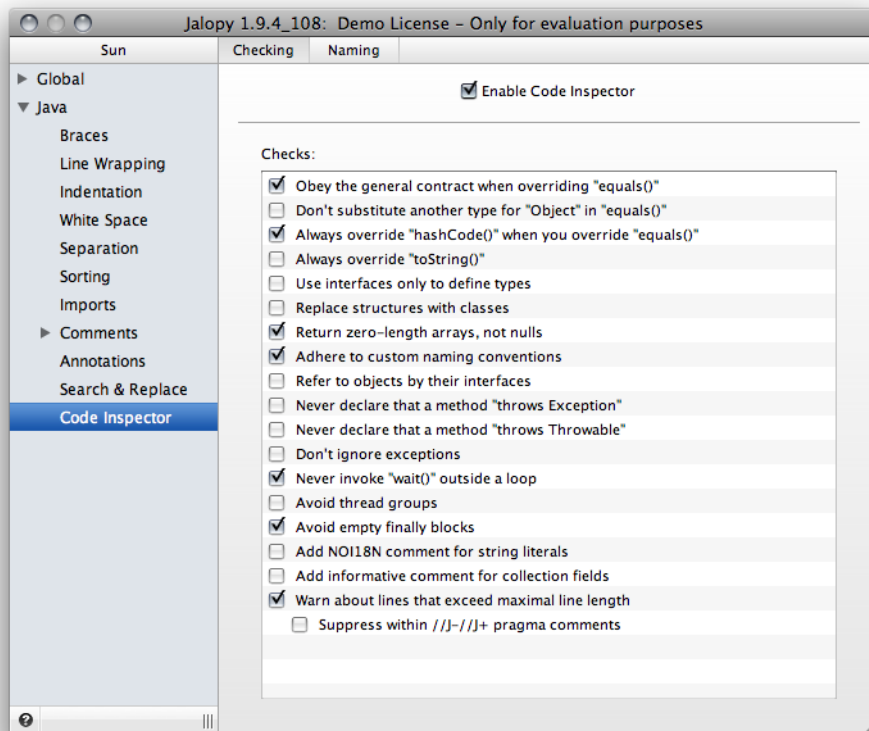 Jalopy 1.9.4_108: Demo License – Only for evaluation purposes
Sun
Checking
Naming
Global
Java
Braces
Line Wrapping
Indentation
White Space
Separation
Sorting
Imports
Comments
Annotations
Search & Replace
Code Inspector
Enable Code Inspector
Checks:
Obey the general contract when overriding "equals()"
Don't substitute another type for "Object" in "equals()"
Always override "hashCode()" when you override "equals()"
Always override "toString()"
Use interfaces only to define types
Replace structures with classes
Return zero-length arrays, not nulls
Adhere to custom naming conventions
Refer to objects by their interfaces
Never declare that a method "throws Exception"
Never declare that a method "throws Throwable"
Don't ignore exceptions
Never invoke "wait()" outside a loop
Avoid thread groups
Avoid empty finally blocks
Add NOI18N comment for string literals
Add informative comment for collection fields
Warn about lines that exceed maximal line length
Suppress within //J-//J+ pragma comments
?